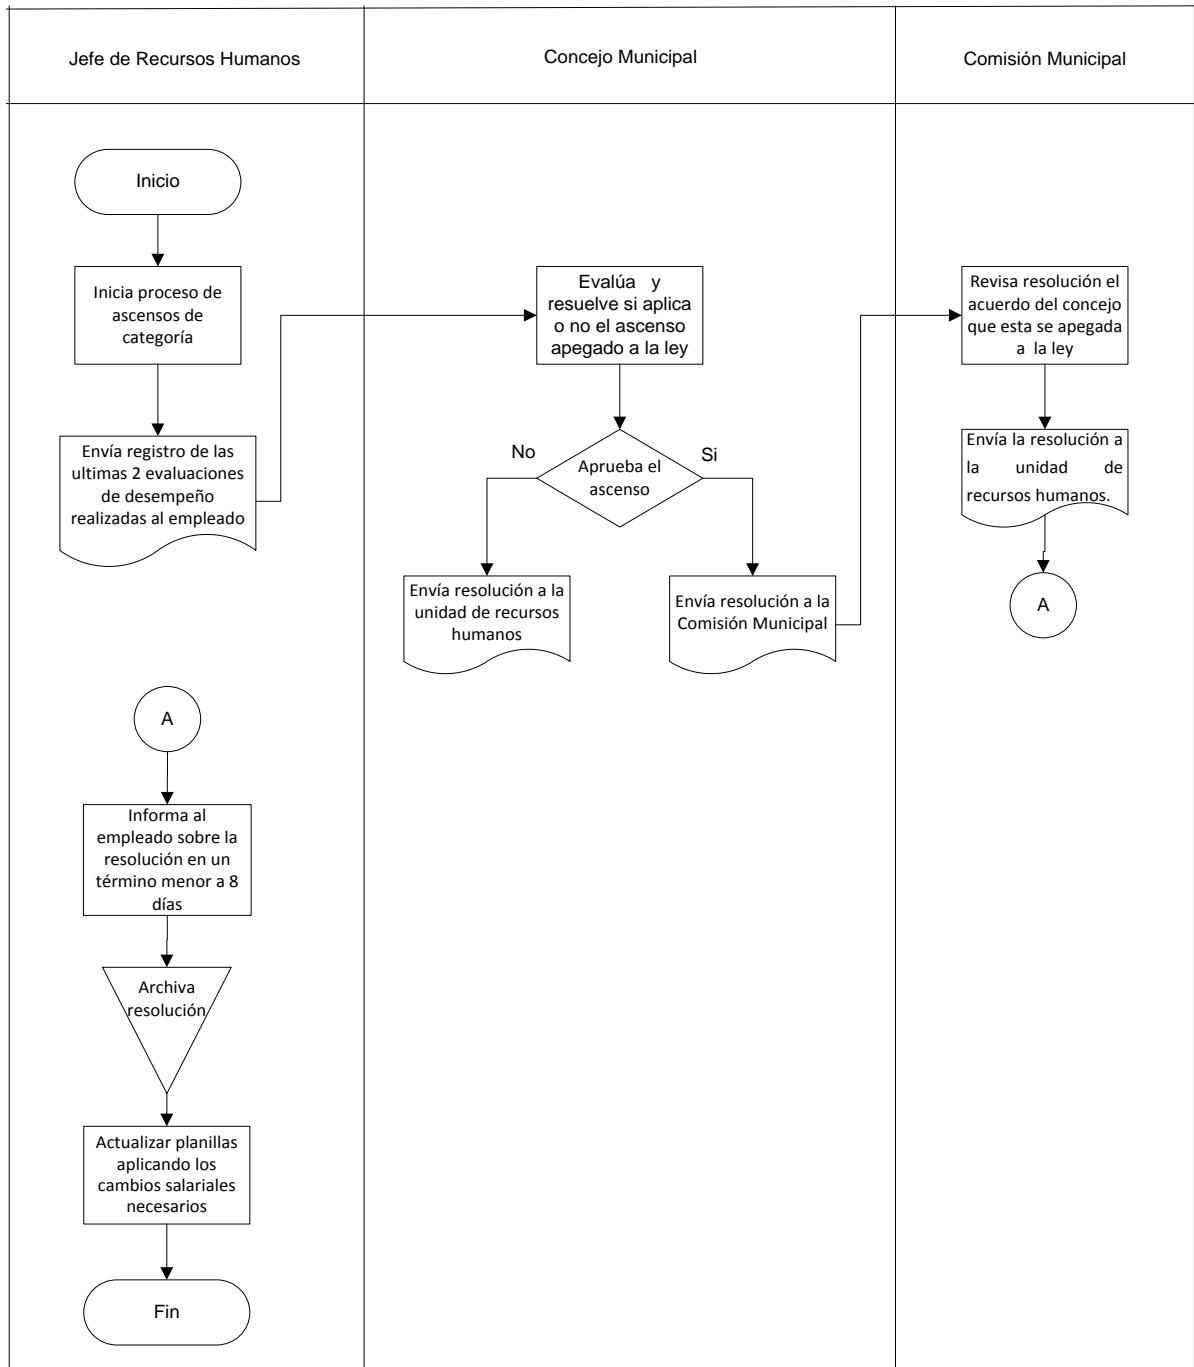 Jefe de Recursos Humanos
Concejo Municipal
Comisión Municipal
Inicio
Inicia proceso de
ascensos de
categoría
Envía registro de las
ultimas 2 evaluaciones
de desempeño
realizadas al empleado
Evalúa y
resuelve si aplica
o no el ascenso
apegado a la ley
No
Aprueba el
ascenso
Si
Envía resolución a la
unidad de recursos
humanos
Envía resolución a la
Comisión Municipal
Revisa resolución el
acuerdo del concejo
que esta se apegada
a la ley
Envía la resolución a
la unidad de
recursos humanos.
A
A
Informa al
empleado sobre la
resolución en un
término menor a 8
días
Archiva
resolución
Actualizar planillas
aplicando los
cambios salariales
necesarios
Fin